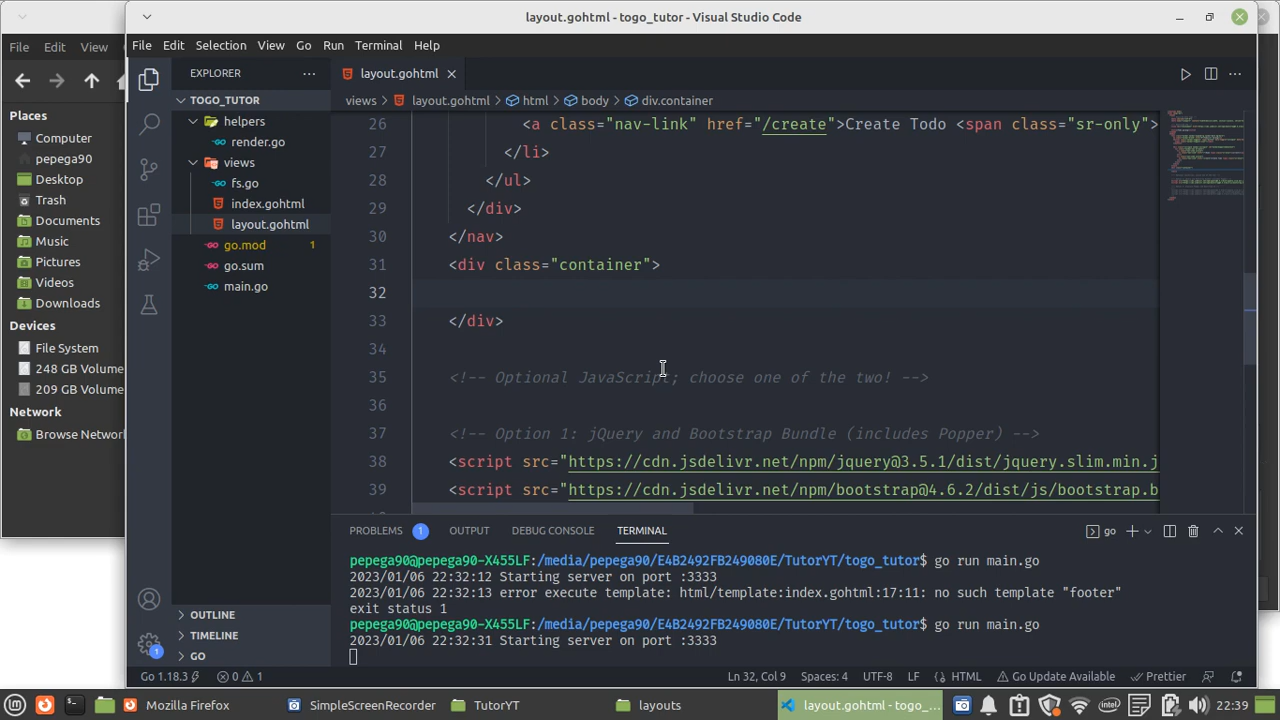 layout.gohtml - togo_tutor - Visual Studio Code
File Edit View
File Edit Selection View Go Run Terminal Help
Places
Computer
pepega90
Desktop
Trash
Documents
Music
Pictures
Videos
Downloads
Devices
File System
248 GB Volume
209 GB Volume
Network
Browse Networ
EXPLORER
TOGO_TUTOR
helpers
render.go
views
fs.go
index.gohtml
layout.gohtml
go.mod 1
go.sum
main.go
OUTLINE
TIMELINE
GO
layout.gohtml
views > layout.gohtml > html > body > div.container
26 <a class="nav-link" href="/create">Create Todo <span class="sr-only">
27 </li>
28 </ul>
29 </div>
30 </nav>
31 <div class="container">
32
33 </div>
34
35 <!-- Optional JavaScript; choose one of the two! -->
36
37 <!-- Option 1: jQuery and Bootstrap Bundle (includes Popper) -->
38 <script src="https://cdn.jsdelivr.net/npm/jquery@3.5.1/dist/jquery.slim.min.j
39 <script src="https://cdn.jsdelivr.net/npm/bootstrap@4.6.2/dist/js/bootstrap.b
PROBLEMS 1 OUTPUT DEBUG CONSOLE TERMINAL
go
pepega90@pepega90-X455LF:/media/pepega90/E4B2492FB249080E/TutorYT/togo_tutor$ go run main.go
2023/01/06 22:32:12 Starting server on port :3333
2023/01/06 22:32:13 error execute template: html/template:index.gohtml:17:11: no such template "footer"
exit status 1
pepega90@pepega90-X455LF:/media/pepega90/E4B2492FB249080E/TutorYT/togo_tutor$ go run main.go
2023/01/06 22:32:31 Starting server on port :3333
1
Go 1.18.3 0 1 Ln 32, Col 9 Spaces: 4 UTF-8 LF HTML Go Update Available Prettier
Mozilla Firefox SimpleScreenRecorder TutorYT layouts layout.gohtml - togo_... 22:39